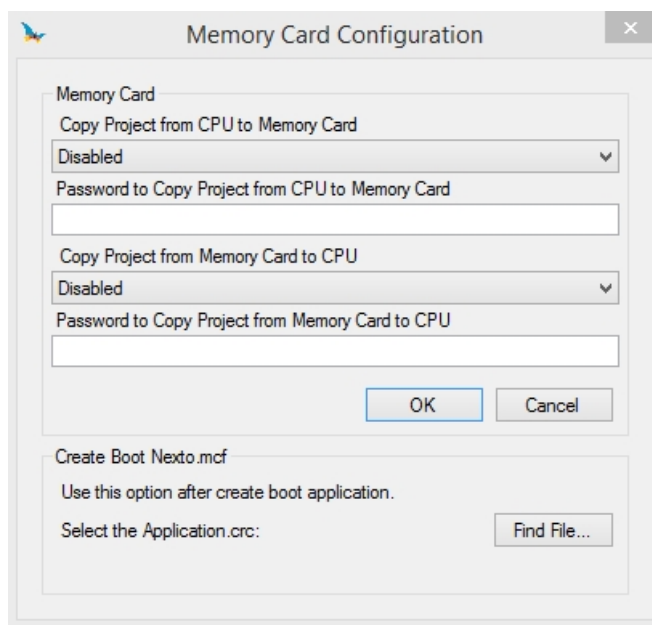 Memory Card Configuration
Memory Card
Copy Project from CPU to Memory Card
Disabled
Password to Copy Project from CPU to Memory Card
Copy Project from Memory Card to CPU
Disabled
Password to Copy Project from Memory Card to CPU
OK Cancel
Create Boot Nexto.mcf
Use this option after create boot application.
Select the Application.crc: Find File...